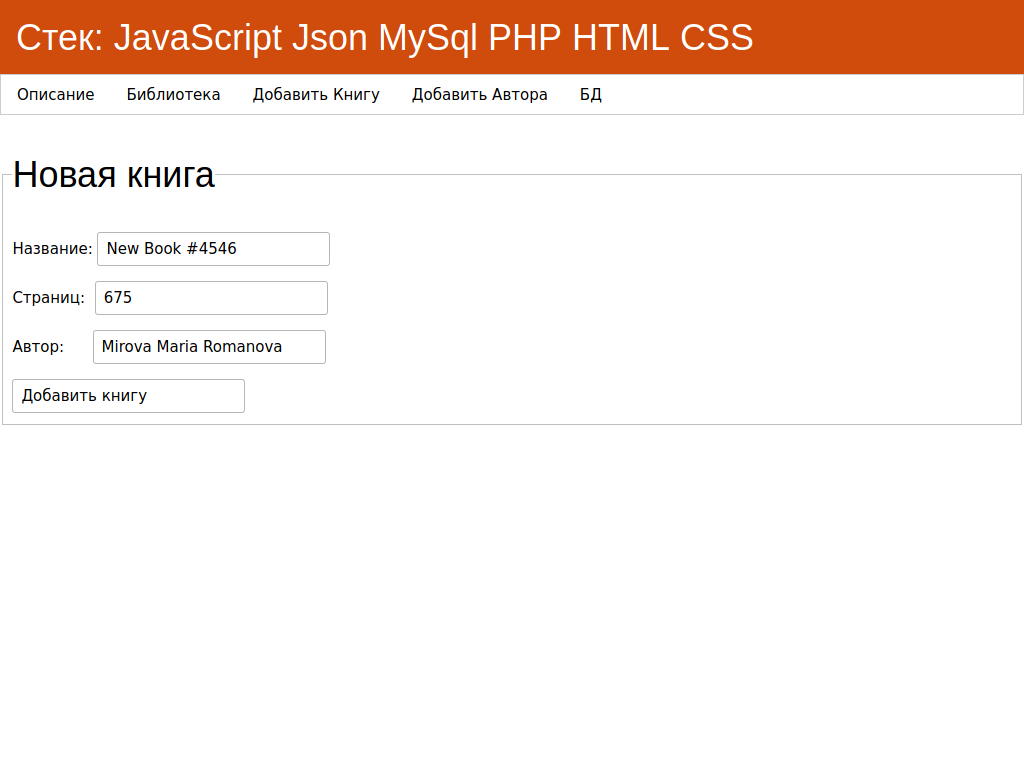 Стек: JavaScript Json MySql PHP HTML CSS
Описание Библиотека Добавить Книгу Добавить Автора БД
Новая книга
Название: New Book #4546
Страниц: 675
Автор: Mirova Maria Romanova
Добавить книгу